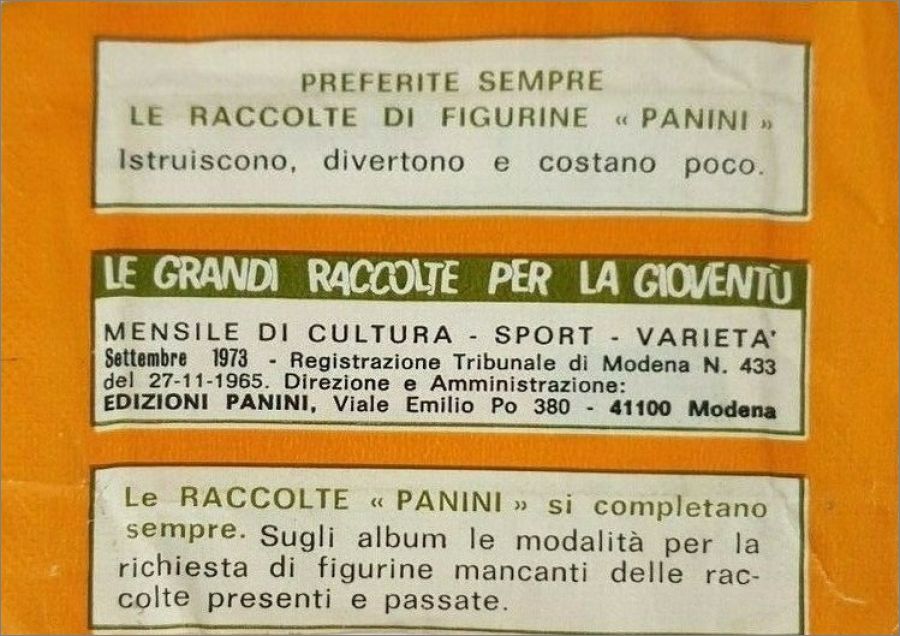 PREFERITE SEMPRE
LE RACCOLTE DI FIGURINE « PANINI »
Istruiscono, divertono e costano poco.
LE GRANDI RACCOLTE PER LA GIOVENTÙ
MENSILE DI CULTURA - SPORT - VARIETA'
Settembre 1973 - Registrazione Tribunale di Modena N. 433
del 27-11-1965. Direzione e Amministrazione:
EDIZIONI PANINI, Viale Emilio Po 380 - 41100 Modena
Le RACCOLTE « PANINI » si completano
sempre. Sugli album le modalità per la
richiesta di figurine mancanti delle rac-
colte presenti e passate.